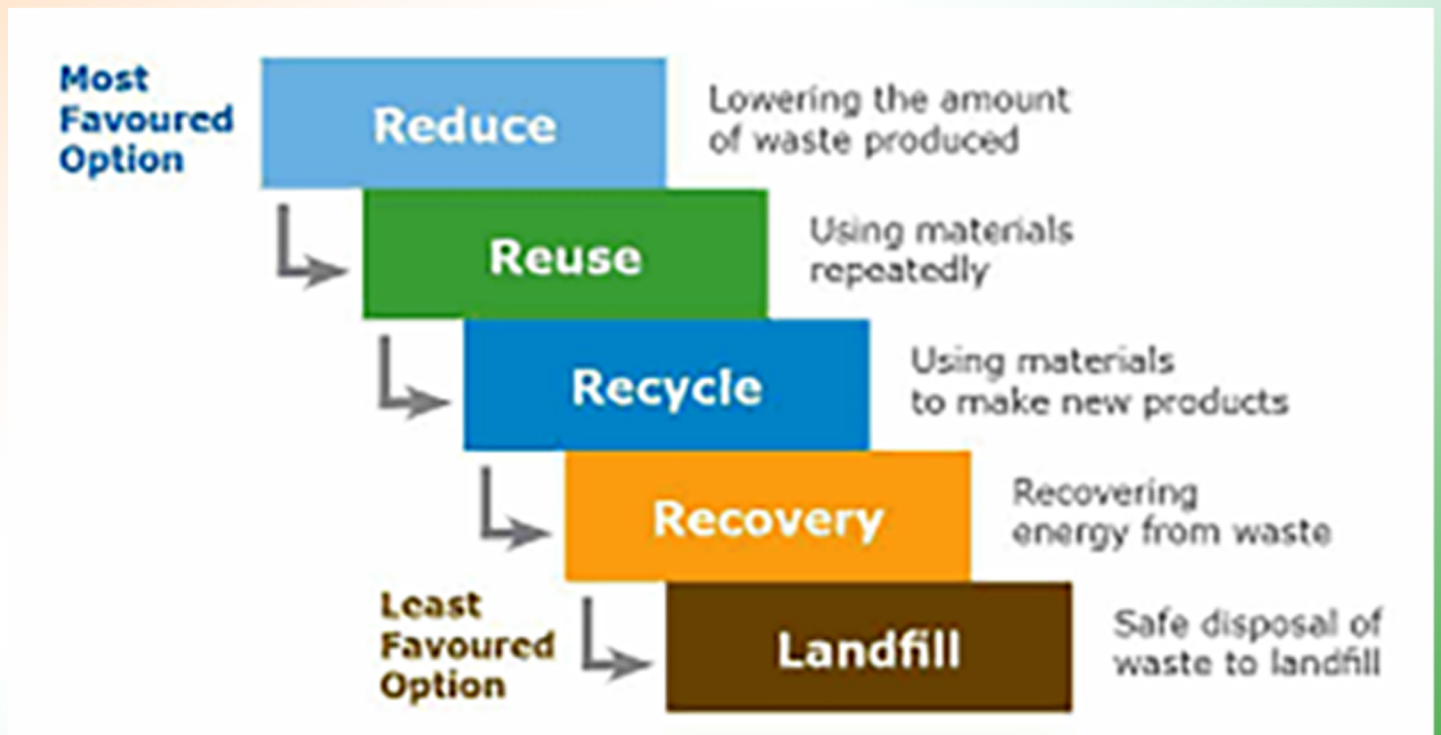 Most
Favoured
Option
Reduce
Lowering the amount
of waste produced
Reuse
Using materials
repeatedly
Recycle
Using materials
to make new products
Recovery
Recovering
energy from waste
Least
Favoured
Option
Landfill
Safe disposal of
waste to landfill